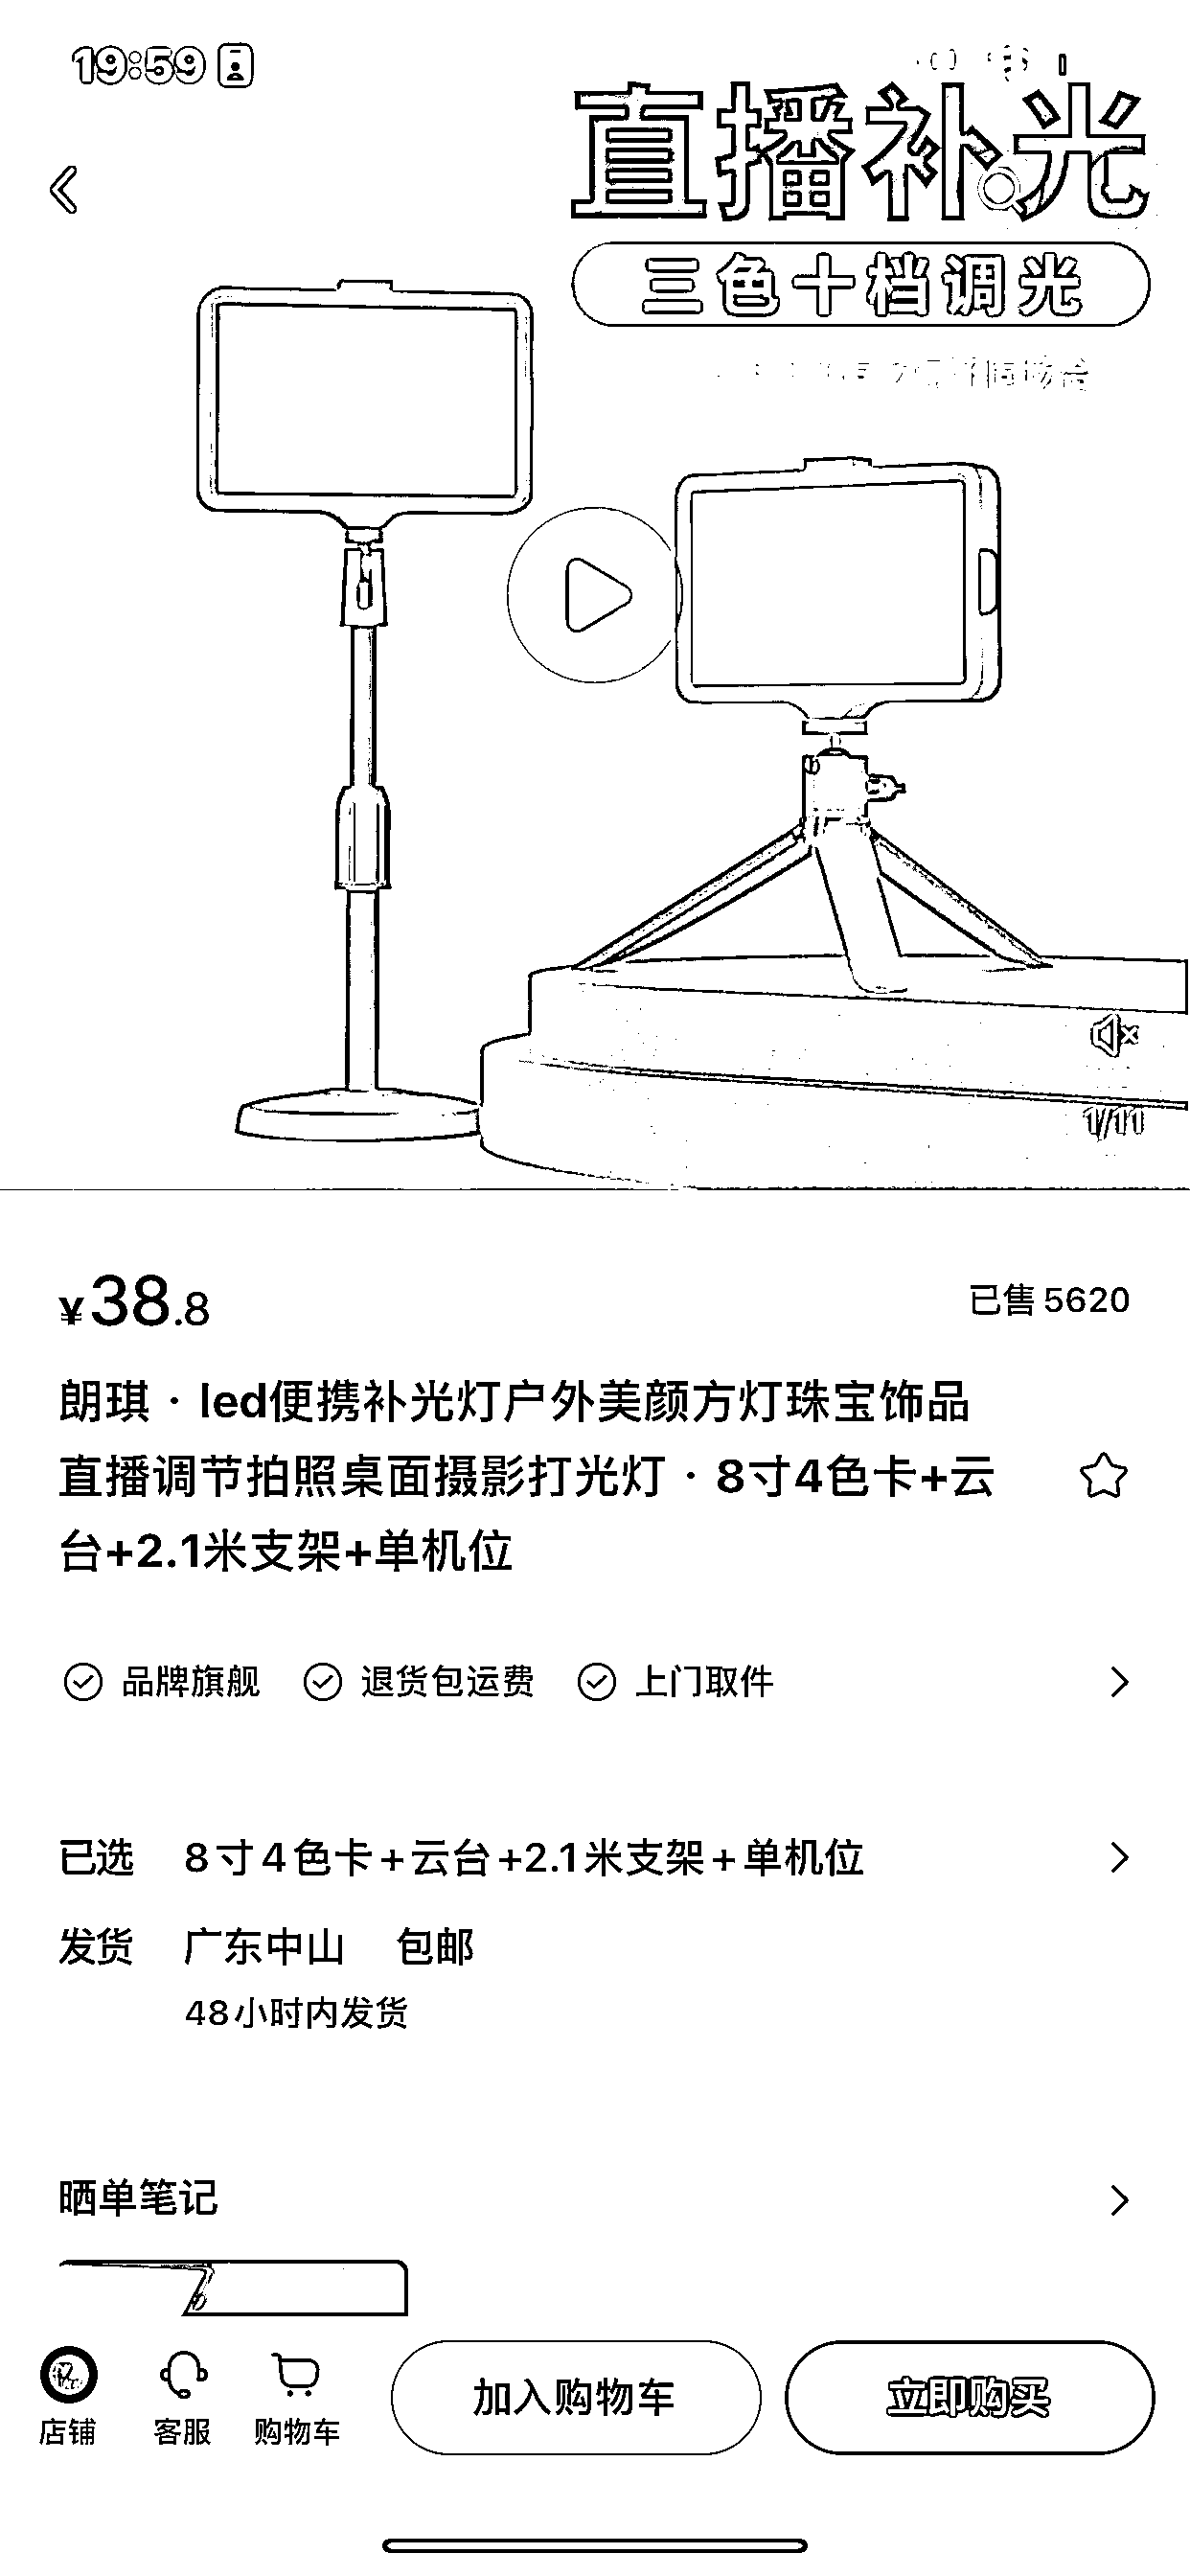 19:59
直播补光
三色十档调光
1/11
¥38.8
已售5620
朗琪 · led便携补光灯户外美颜方灯珠宝饰品
直播调节拍照桌面摄影打光灯 · 8寸4色卡+云
台+2.1米支架+单机位
品牌旗舰 退货包运费 上门取件
已选 8寸4色卡+云台+2.1米支架+单机位
发货 广东中山 包邮
48小时内发货
晒单笔记
店铺 客服 购物车 加入购物车 立即购买